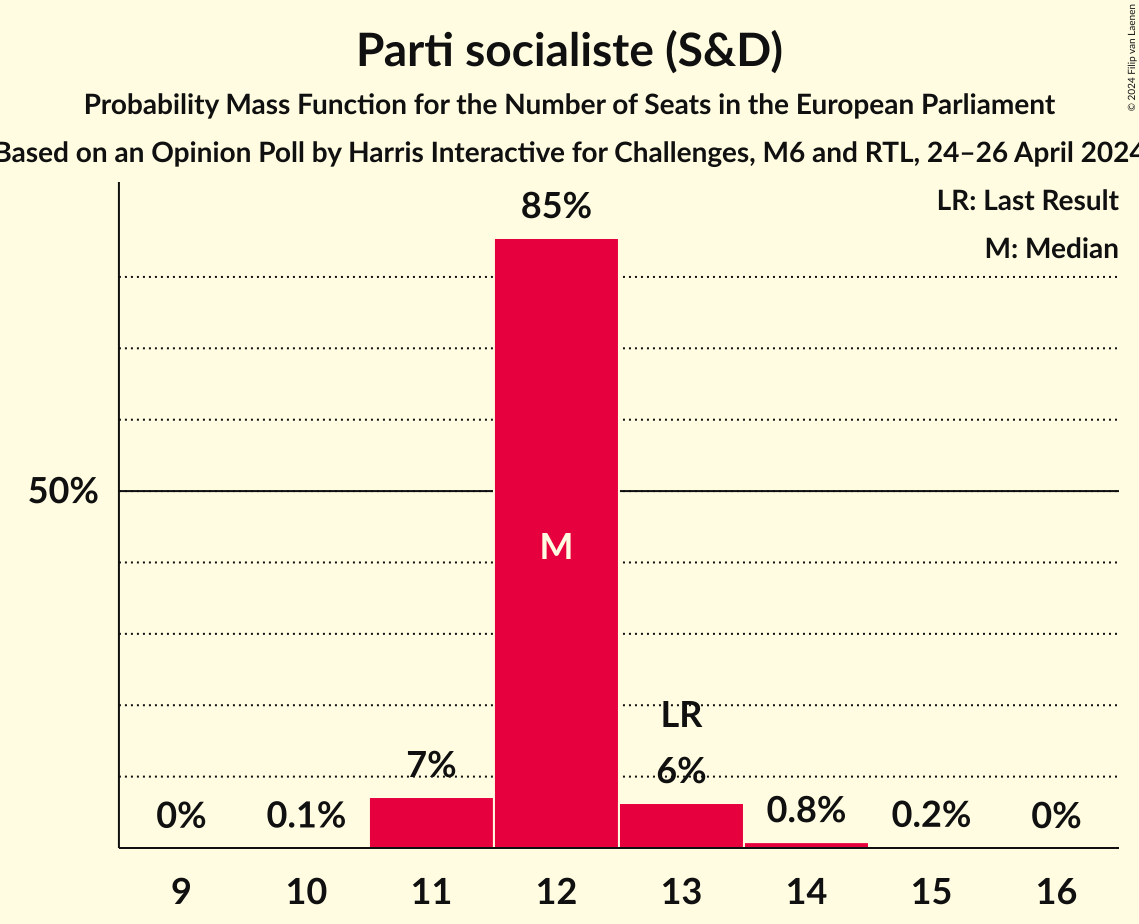 Parti socialiste (S&D)
Probability Mass Function for the Number of Seats in the European Parliament
Based on an Opinion Poll by Harris Interactive for Challenges, M6 and RTL, 24–26 April 2024
© 2024 Filip van Laenen
LR: Last Result
M: Median
85%
50%
M
LR
7%
6%
0%
0.1%
0.8%
0.2%
0%
9 10 11 12 13 14 15 16